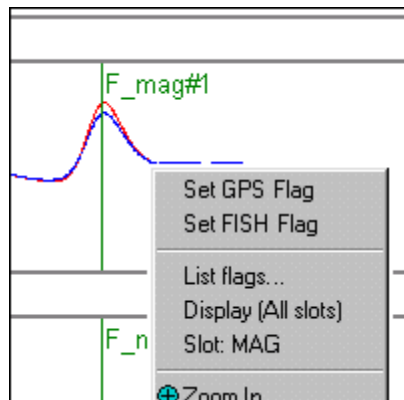 F_mag#1
Set GPS Flag
Set FISH Flag
List flags...
Display (All slots)
F_n
Slot: MAG
Zoom In